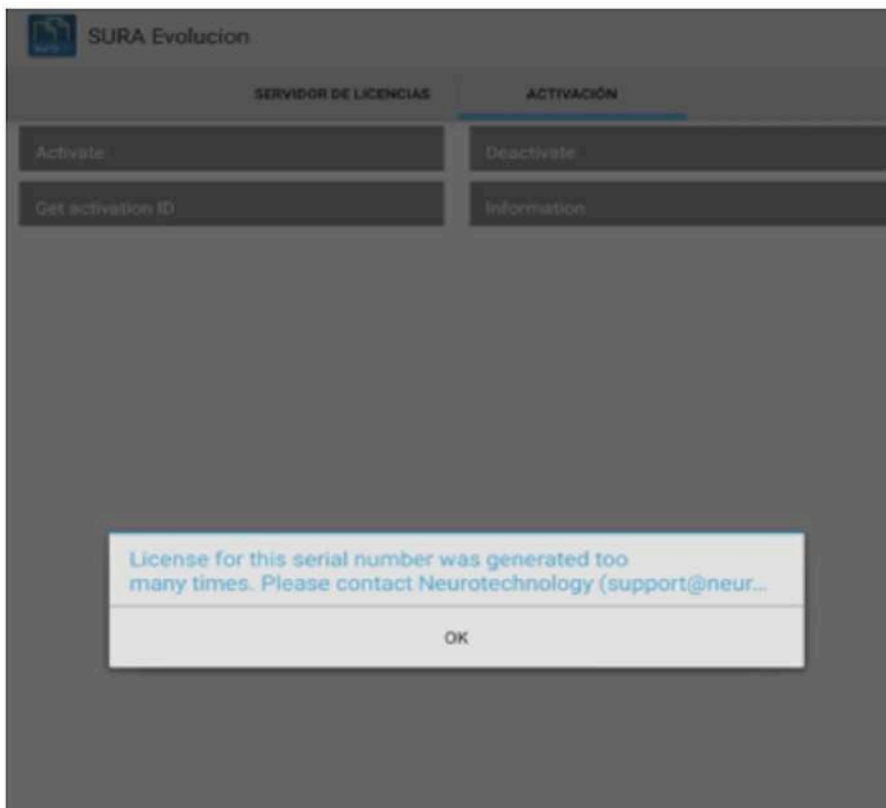 SURA Evolucion
SERVIDOR DE LICENCIAS
ACTIVACIÓN
Activate
Deactivate
Get activation ID
Information
License for this serial number was generated too
many times. Please contact Neurotechnology (support@neur...
OK